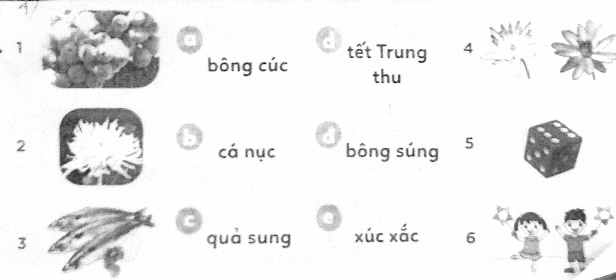 1 a bông cúc d tết Trung thu 4
2 b cá nục đ bông súng 5
3 c quả sung e xúc xắc 6